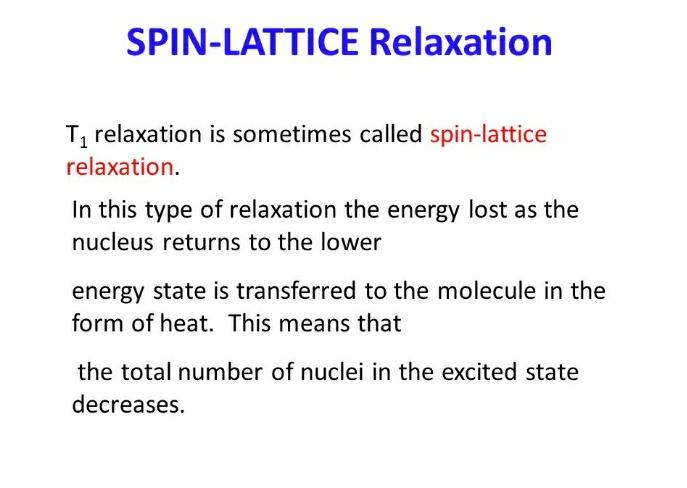 SPIN-LATTICE Relaxation
T₁ relaxation is sometimes called spin-lattice
relaxation.
In this type of relaxation the energy lost as the
nucleus returns to the lower
energy state is transferred to the molecule in the
form of heat.  This means that
the total number of nuclei in the excited state
decreases.